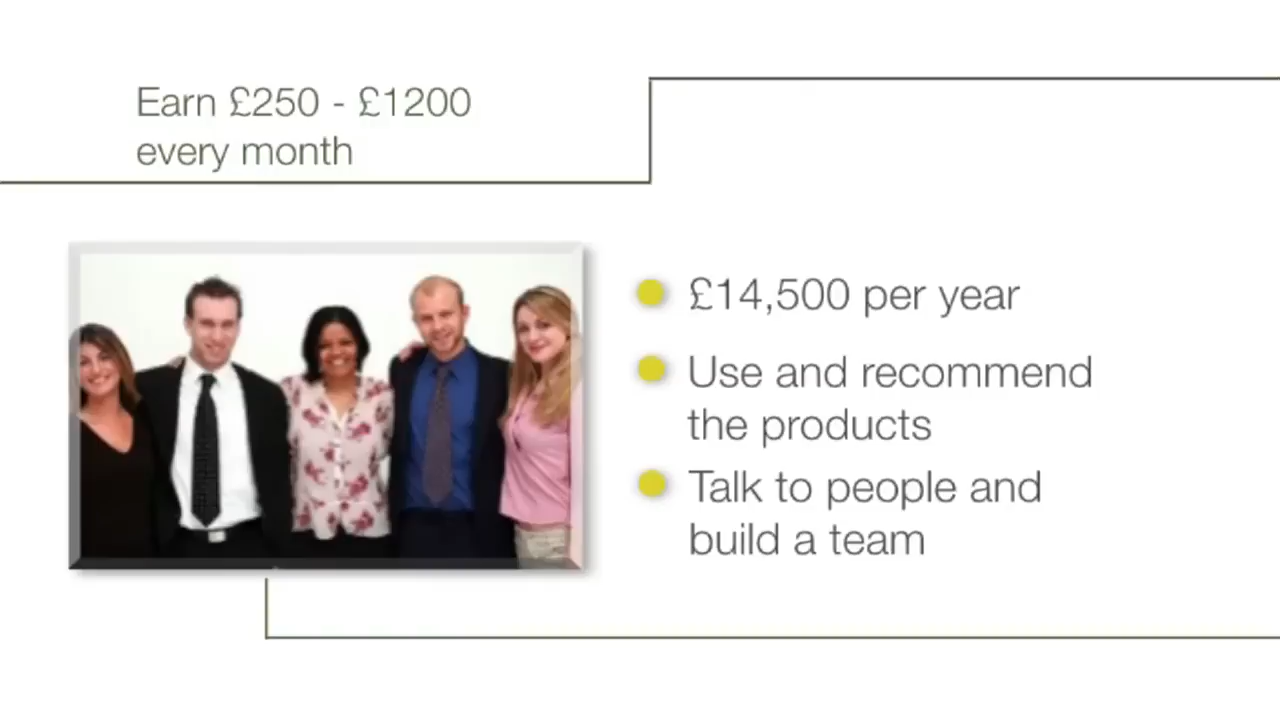 Earn £250 - £1200
every month
£14,500 per year
Use and recommend
the products
Talk to people and
build a team